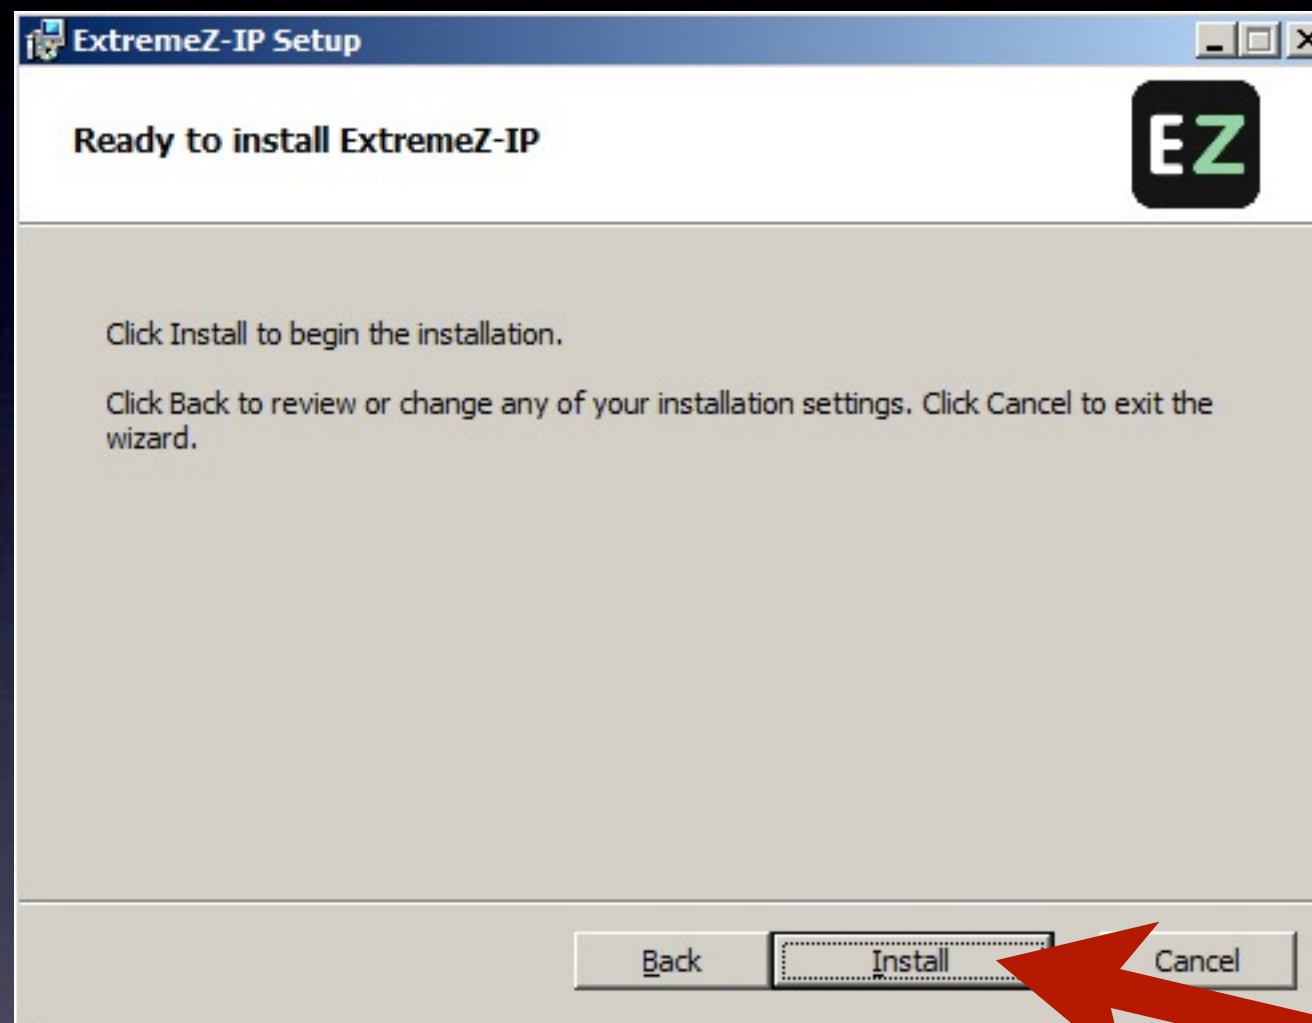 ExtremeZ-IP Setup
Ready to install ExtremeZ-IP
EZ
Click Install to begin the installation.
Click Back to review or change any of your installation settings. Click Cancel to exit the
wizard.
Back Install Cancel